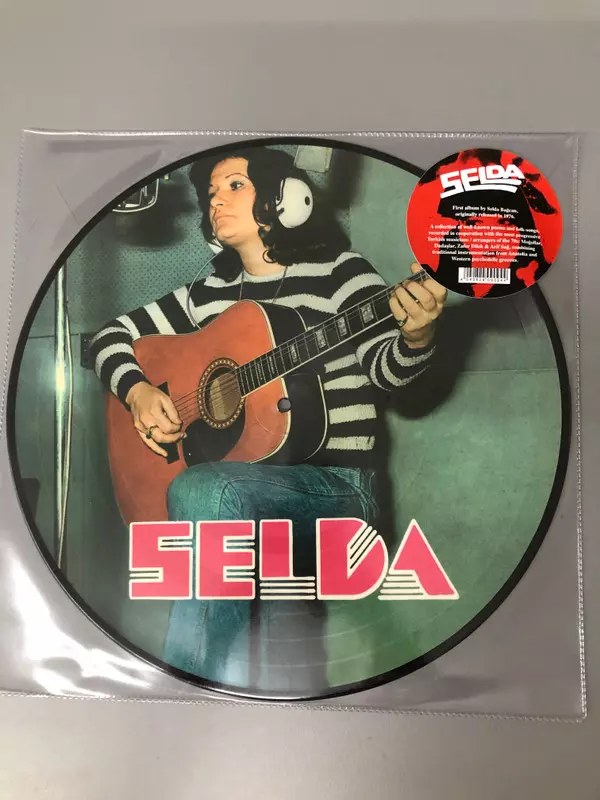 SELDA
First album by Selda Bağcan,
originally released in 1976.
A collection of well-known poems and folk-songs,
recorded in cooperation with the most progressive
Turkish musicians / arrangers of the 70s: Moğollar,
Dadaşlar, Zafer Dilek & Arif Sağ, combining
traditional instrumentation from Anatolia and
Western psychedelic grooves.
SELDA